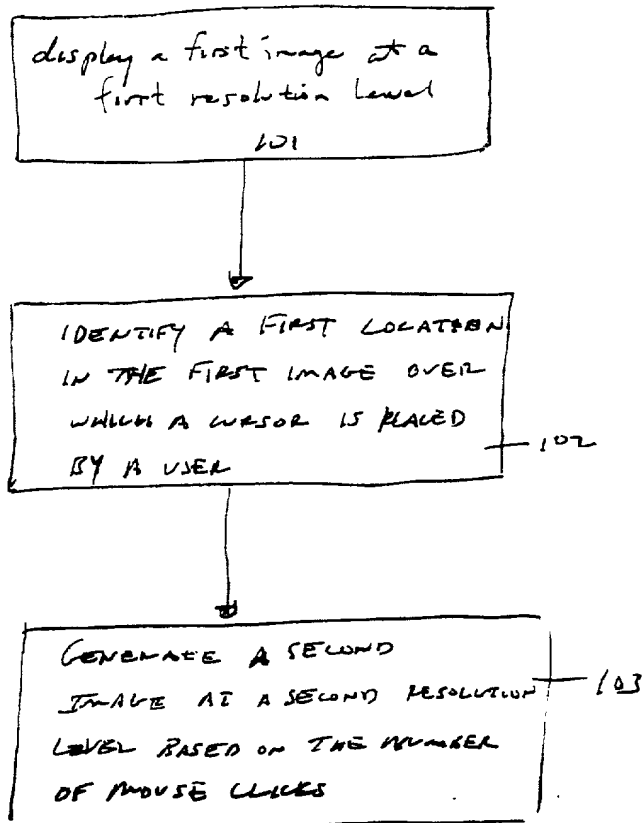 display a first image at a
first resolution level
101
IDENTIFY A FIRST LOCATION
IN THE FIRST IMAGE OVER
WHICH A CURSOR IS PLACED
BY A USER
102
GENERATE A SECOND
IMAGE AT A SECOND RESOLUTION
LEVEL BASED ON THE NUMBER
OF MOUSE CLICKS
103